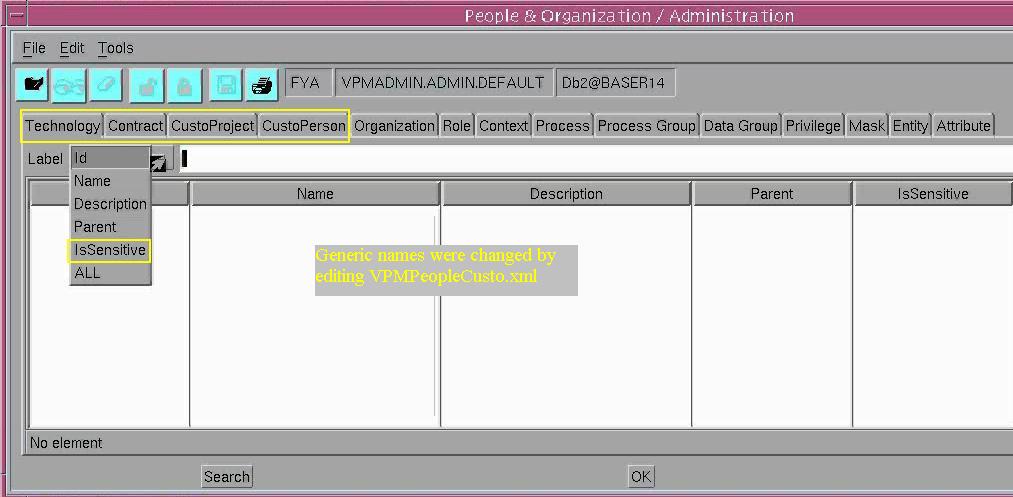 People & Organization / Administration
File Edit Tools
FYA VPMADMIN.ADMIN.DEFAULT Db2@BASER14
Technology Contract CustoProject CustoPerson Organization Role Context Process Process Group Data Group Privilege Mask Entity Attribute
Label Id
Name
Description
Parent
IsSensitive
ALL
Name Description Parent IsSensitive
Generic names were changed by
editing VPMPeopleCusto.xml
No element
Search OK